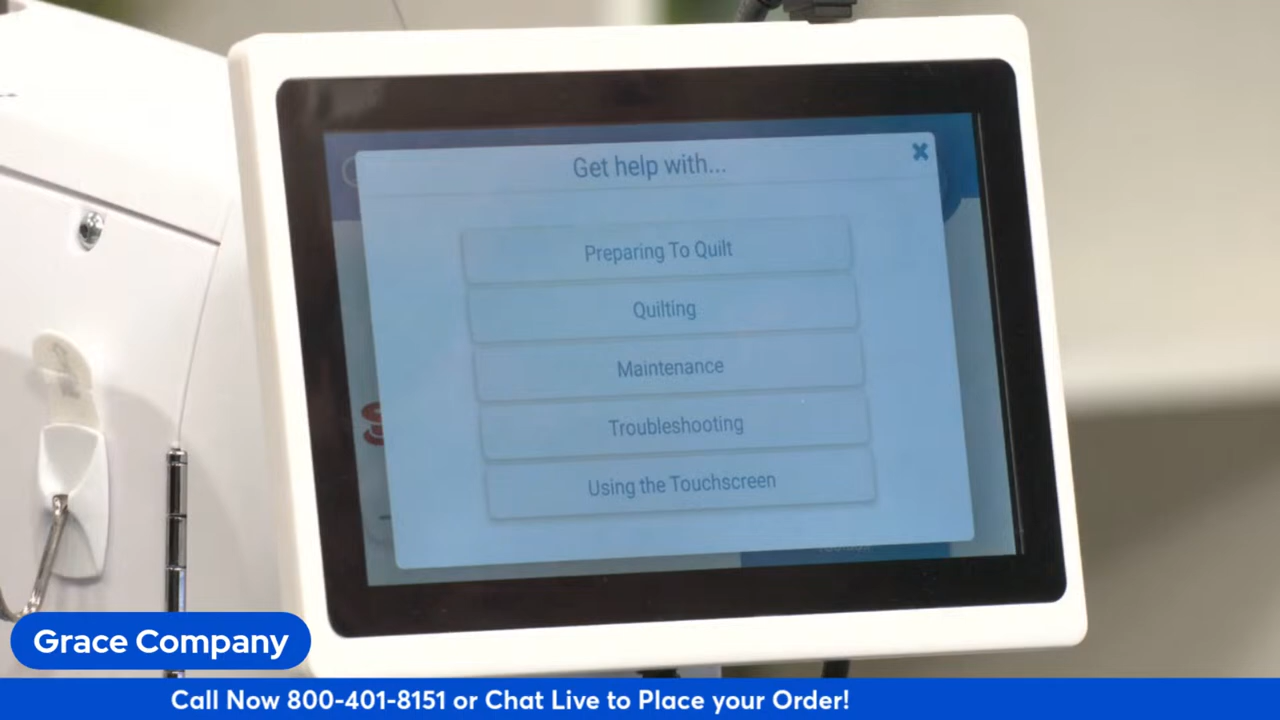 Get help with...
Preparing To Quilt
Quilting
Maintenance
Troubleshooting
Using the Touchscreen
Grace Company
Call Now 800-401-8151 or Chat Live to Place your Order!